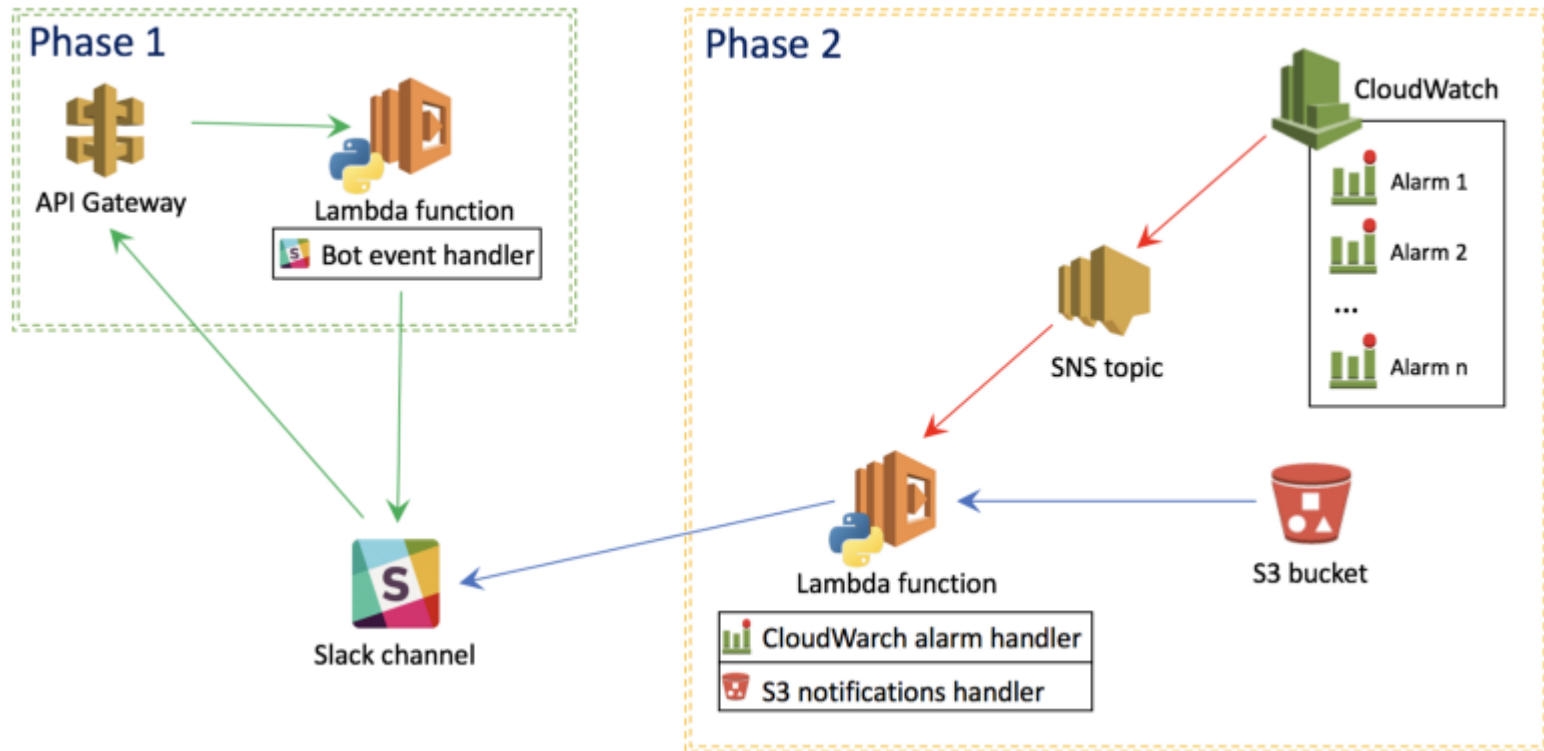 Phase 1
API Gateway
Lambda function
S Bot event handler
Phase 2
CloudWatch
Alarm 1
Alarm 2
...
Alarm n
SNS topic
S3 bucket
Lambda function
CloudWarch alarm handler
S3 notifications handler
S
Slack channel